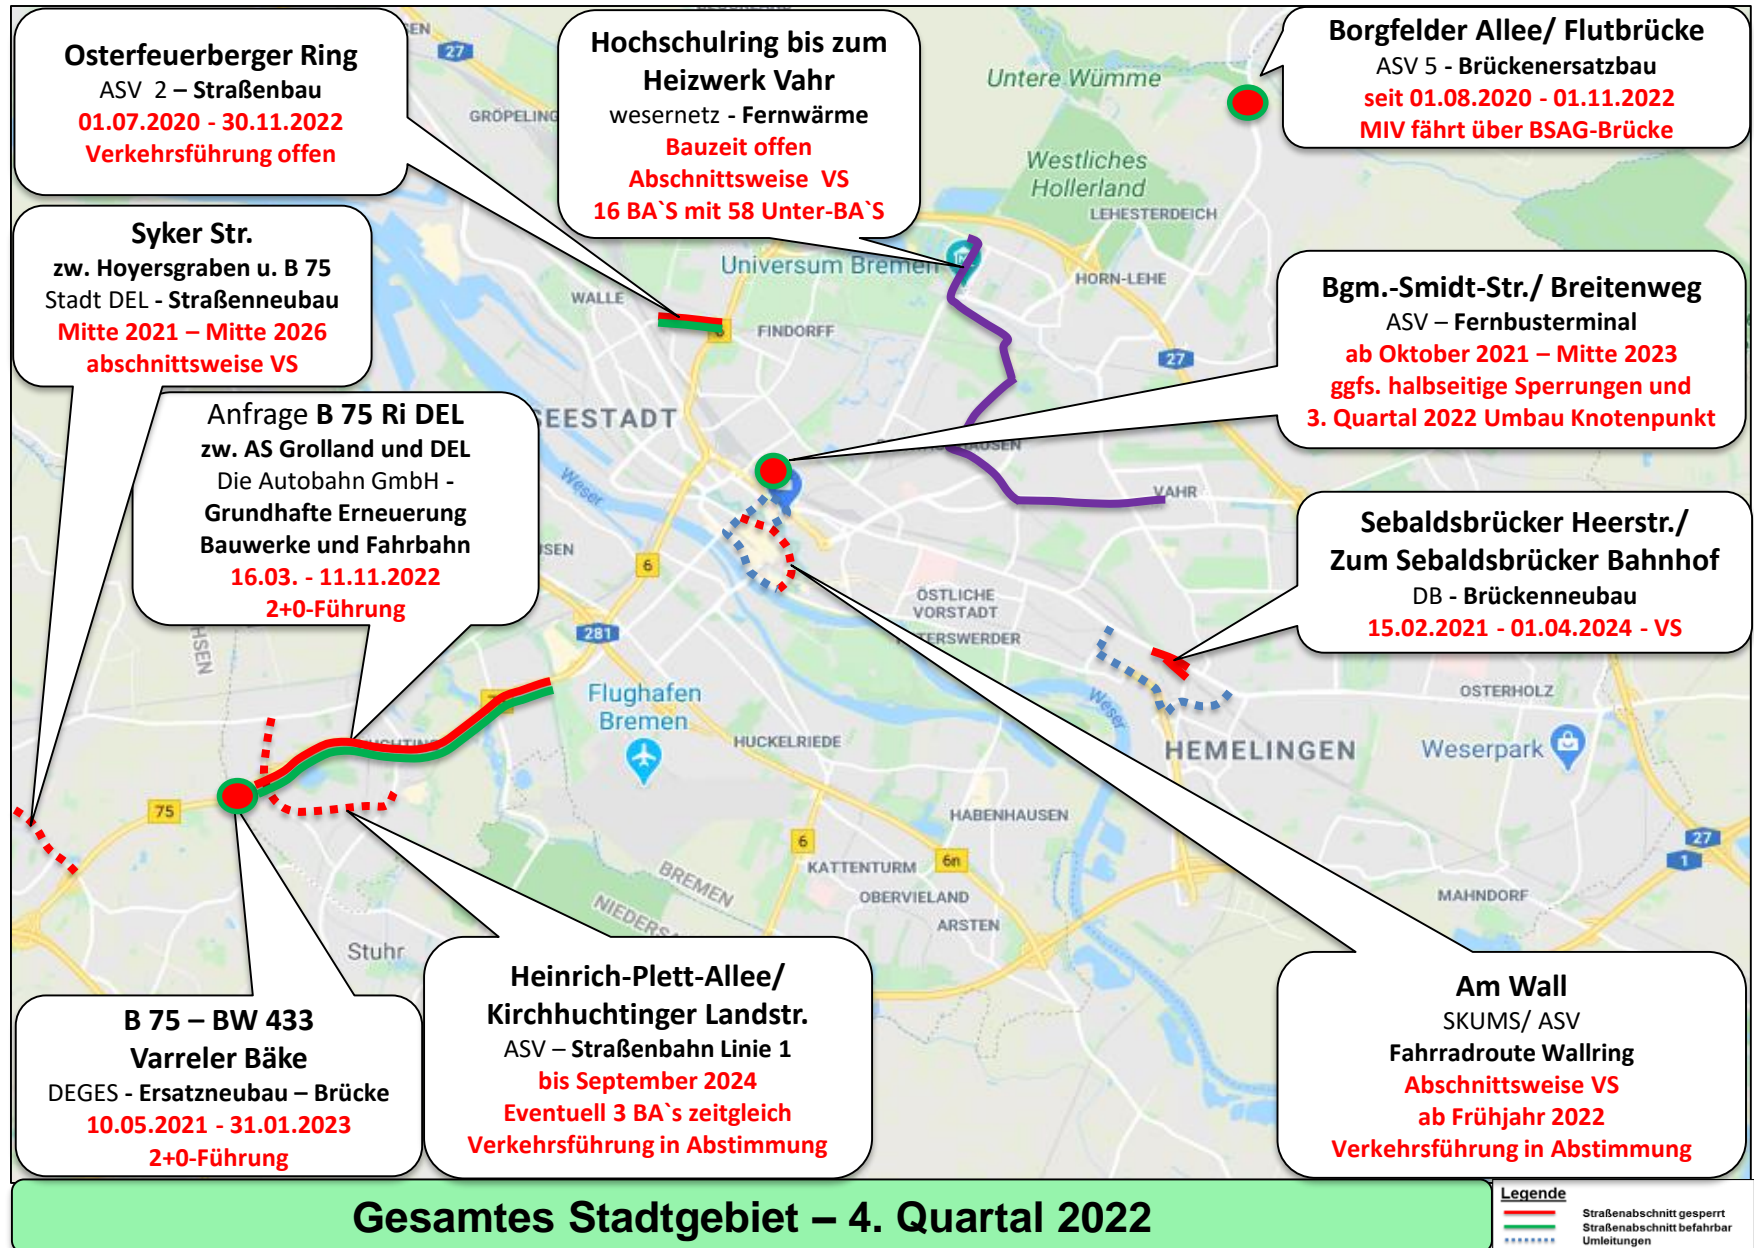 Osterfeuerberger Ring
ASV 2 – Straßenbau
01.07.2020 - 30.11.2022
Verkehrsführung offen
Hochschulring bis zum
Heizwerk Vahr
wesernetz - Fernwärme
Bauzeit offen
Abschnittsweise VS
16 BA`S mit 58 Unter-BA`S
Borgfelder Allee/ Flutbrücke
ASV 5 - Brückenersatzbau
seit 01.08.2020 - 01.11.2022
MIV fährt über BSAG-Brücke
Syker Str.
zw. Hoyersgraben u. B 75
Stadt DEL - Straßenneubau
Mitte 2021 – Mitte 2026
abschnittsweise VS
Bgm.-Smidt-Str./ Breitenweg
ASV – Fernbusterminal
ab Oktober 2021 – Mitte 2023
ggfs. halbseitige Sperrungen und
3. Quartal 2022 Umbau Knotenpunkt
Anfrage B 75 Ri DEL
zw. AS Grolland und DEL
Die Autobahn GmbH -
Grundhafte Erneuerung
Bauwerke und Fahrbahn
16.03. - 11.11.2022
2+0-Führung
Sebaldsbrücker Heerstr./
Zum Sebaldsbrücker Bahnhof
DB - Brückenneubau
15.02.2021 - 01.04.2024 - VS
B 75 – BW 433
Varreler Bäke
DEGES - Ersatzneubau – Brücke
10.05.2021 - 31.01.2023
2+0-Führung
Heinrich-Plett-Allee/
Kirchhuchtinger Landstr.
ASV – Straßenbahn Linie 1
bis September 2024
Eventuell 3 BA`s zeitgleich
Verkehrsführung in Abstimmung
Am Wall
SKUMS/ ASV
Fahrradroute Wallring
Abschnittsweise VS
ab Frühjahr 2022
Verkehrsführung in Abstimmung
27
GRÖPELING
Untere Wümme
Westliches
Hollerland
LEHESTERDEICH
Universum Bremen
HORN-LEHE
WALLE
FINDORFF
27
SEESTADT
VAHR
Weser
6
ÖSTLICHE
VORSTADT
281
Flughafen
Bremen
HUCKELRIEDE
Weser
OSTERHOLZ
HEMELINGEN
Weserpark
75
HABENHAUSEN
6
KATTENTURM
6n
27
1
BREMEN
OBERVIELAND
MAHNDORF
ARSTEN
Stuhr
Gesamtes Stadtgebiet – 4. Quartal 2022
Legende
Straßenabschnitt gesperrt
Straßenabschnitt befahrbar
Umleitungen